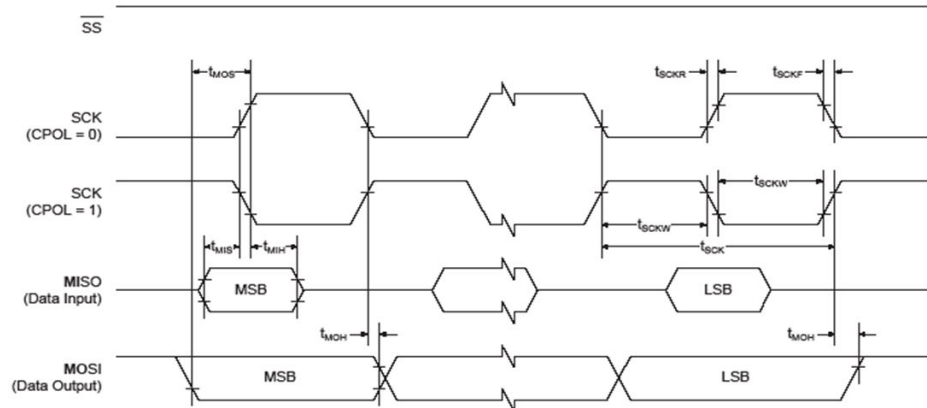 SS
tMOS
tSCKR
tSCKF
SCK
(CPOL = 0)
SCK
(CPOL = 1)
tSCKW
tSCKW
tMIS
tMIH
tSCK
MISO
(Data Input)
MSB
LSB
tMOH
tMOH
MOSI
(Data Output)
MSB
LSB